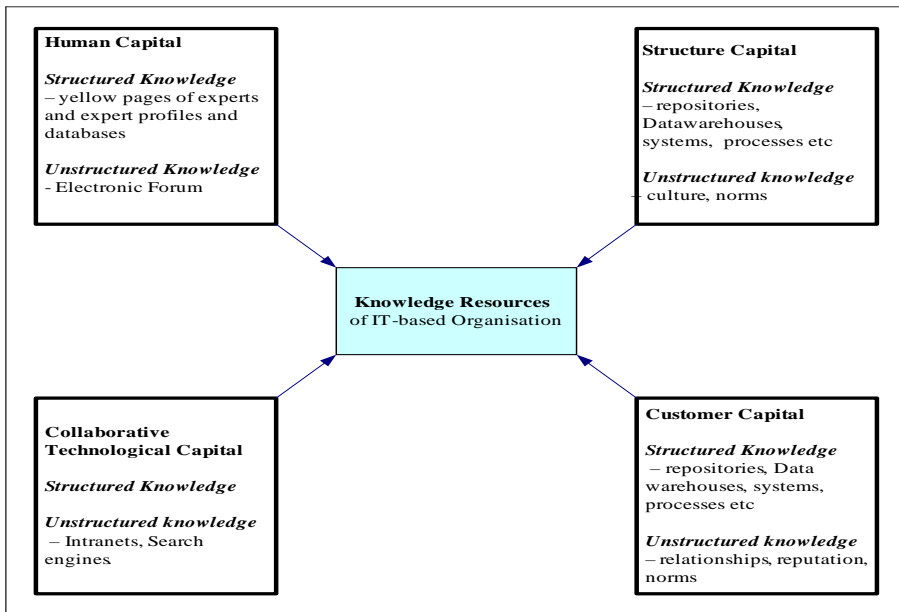 Human Capital
Structured Knowledge
– yellow pages of experts
and expert profiles and
databases
Unstructured Knowledge
- Electronic Forum
Structure Capital
Structured Knowledge
– repositories,
Datawarehouses,
systems, processes etc
Unstructured knowledge
– culture, norms
Knowledge Resources
of IT-based Organisation
Collaborative
Technological Capital
Structured Knowledge
Unstructured knowledge
– Intranets, Search
engines.
Customer Capital
Structured Knowledge
– repositories, Data
warehouses, systems,
processes etc
Unstructured knowledge
– relationships, reputation,
norms